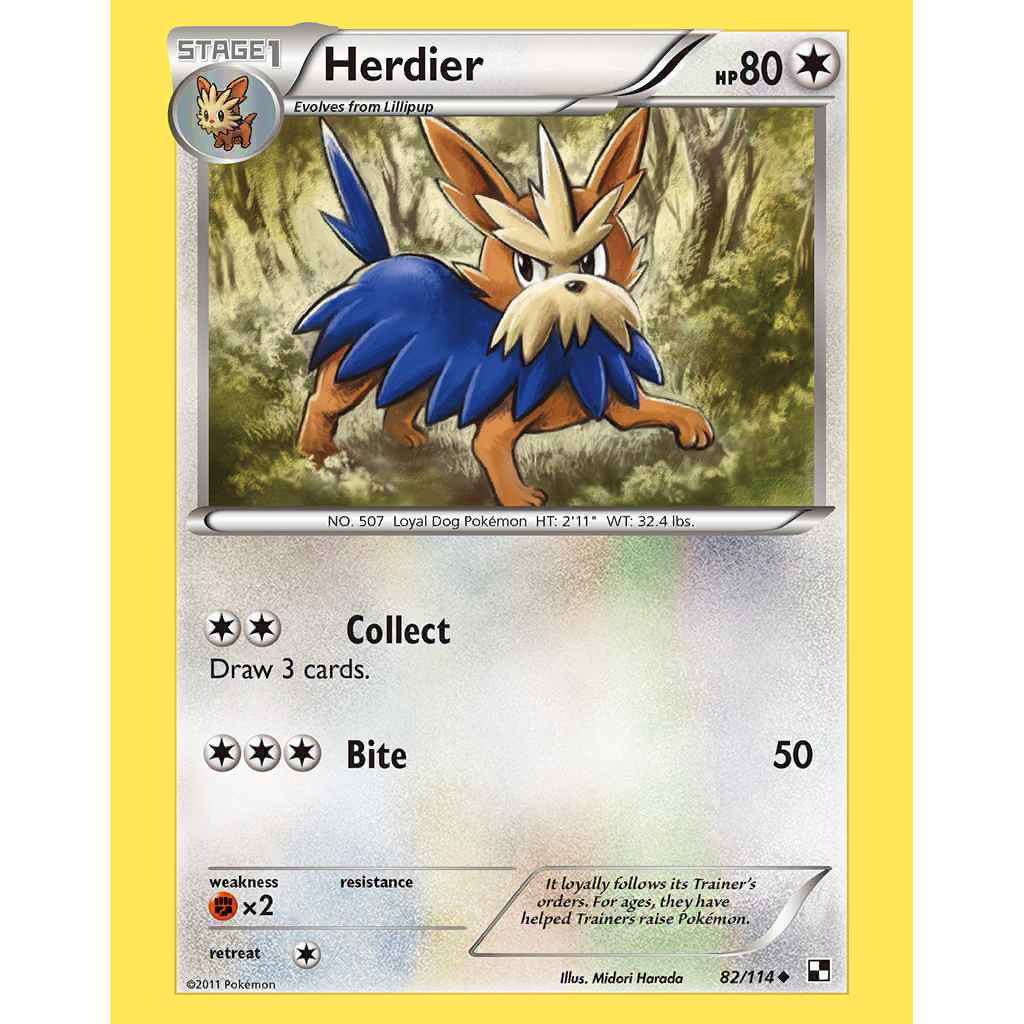 STAGE1
Herdier
HP80
Evolves from Lillipup
NO. 507 Loyal Dog Pokémon HT: 2'11" WT: 32.4 lbs.
Collect
Draw 3 cards.
Bite 50
weakness resistance
×2
It loyally follows its Trainer's
orders. For ages, they have
helped Trainers raise Pokémon.
retreat
Illus. Midori Harada 82/114
©2011 Pokémon